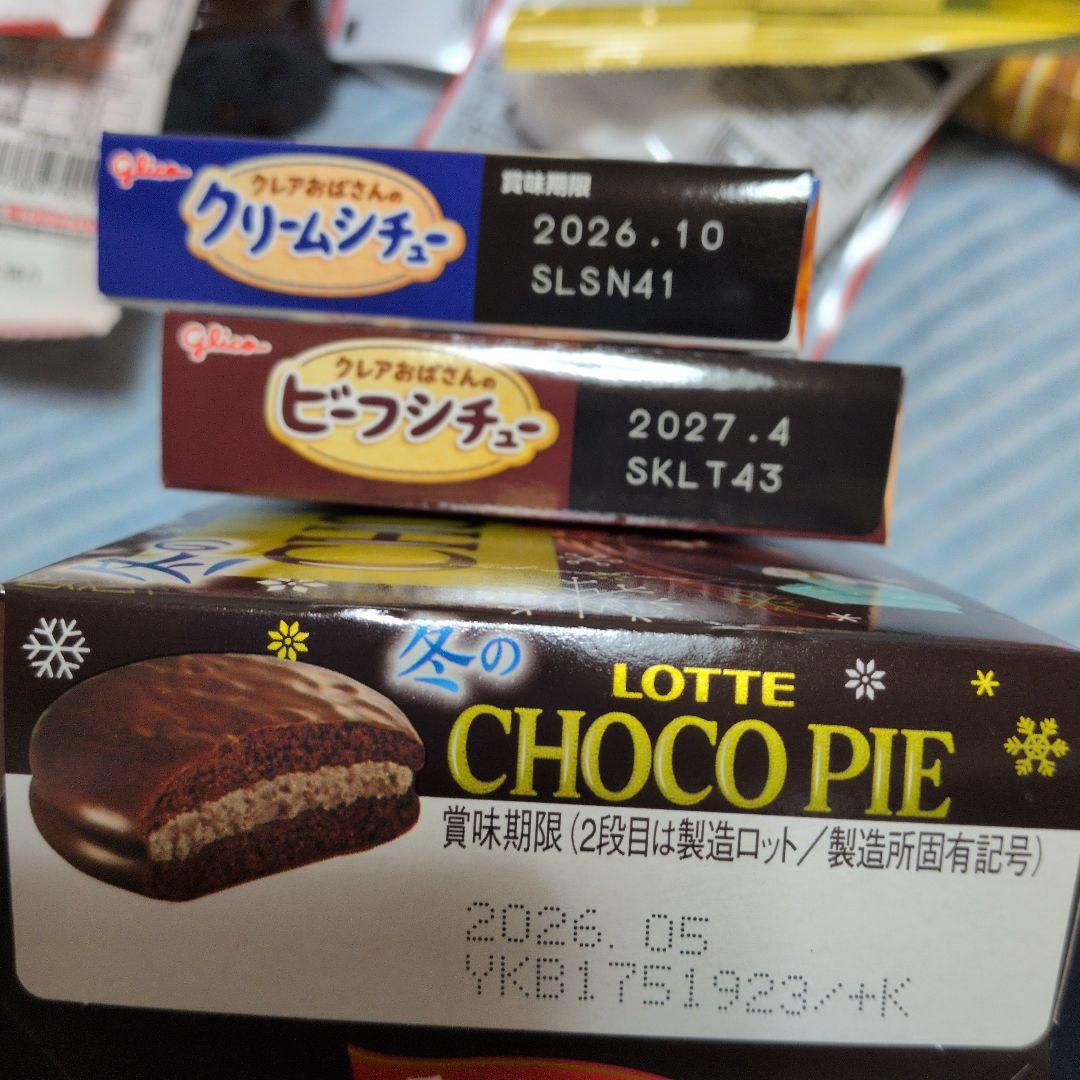 glico
クレアおばさんの
クリームシチュー
賞味期限
2026.10
SLSN41
glico
クレアおばさんの
ビーフシチュー
2027.4
SKLT43
冬の
CH
冬の
LOTTE
CHOCO PIE
賞味期限(2段目は製造ロット/製造所固有記号)
2026.05
YKB1751923/+K